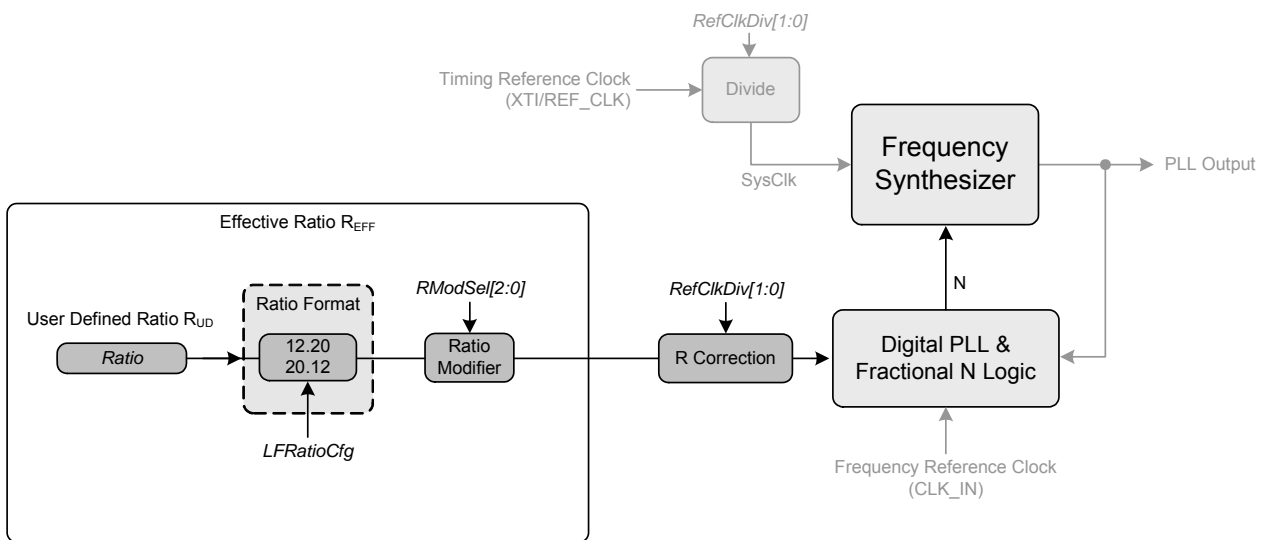 RefClkDiv[1:0]
Timing Reference Clock
(XTI/REF_CLK)
Divide
Frequency
Synthesizer
PLL Output
SysClk
Effective Ratio REFF
N
User Defined Ratio RUD
Ratio
Ratio Format
12.20
20.12
LFRatioCfg
RModSel[2:0]
Ratio
Modifier
RefClkDiv[1:0]
R Correction
Digital PLL &
Fractional N Logic
Frequency Reference Clock
(CLK_IN)